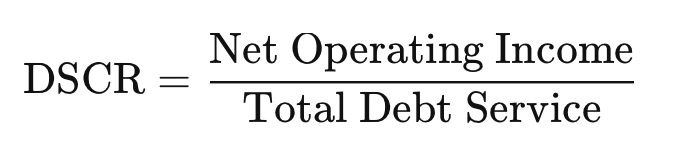 DSCR = Net Operating Income
Total Debt Service